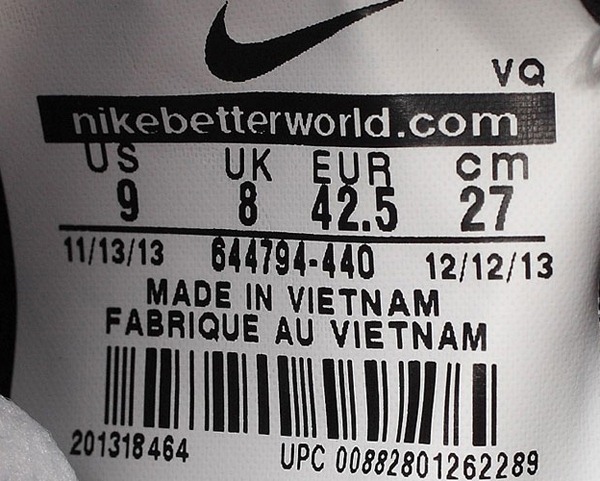 VQ
nikebetterworld.com
US UK EUR cm
9 8 42.5 27
11/13/13 644794-440 12/12/13
MADE IN VIETNAM
FABRIQUE AU VIETNAM
201318464 UPC 00882801262289